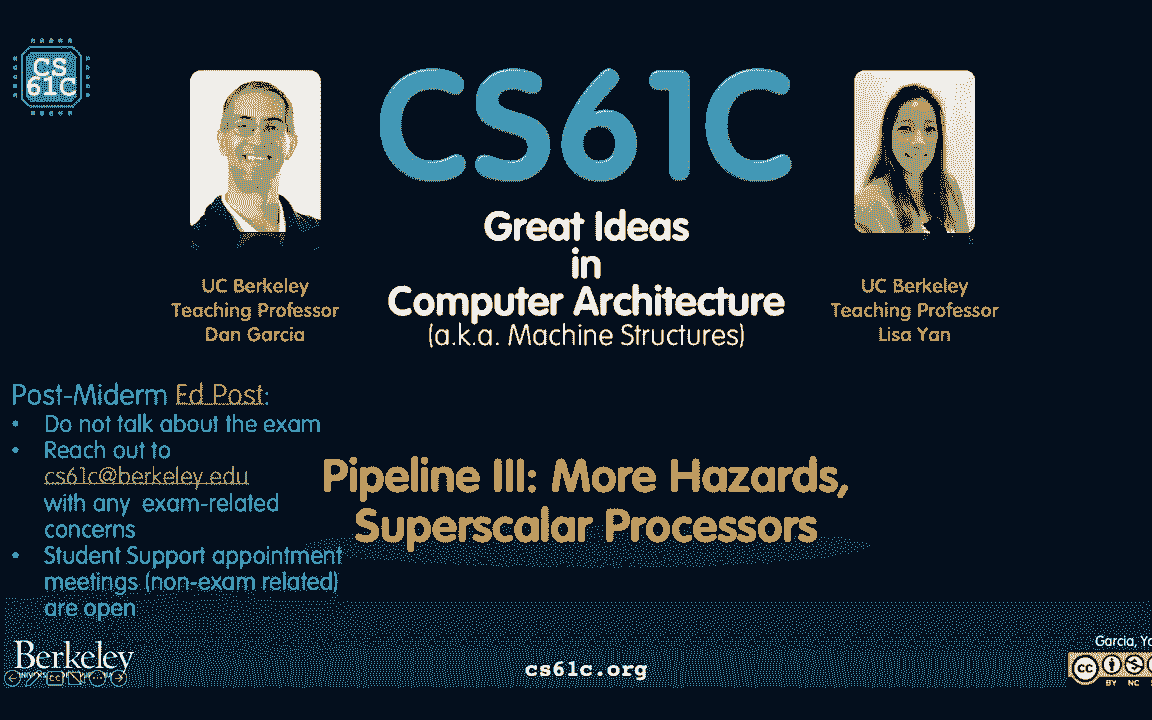 CS
61C
CS61C
Great Ideas
in
Computer Architecture
(a.k.a. Machine Structures)
UC Berkeley
Teaching Professor
Dan Garcia
UC Berkeley
Teaching Professor
Lisa Yan
Post-Miderm Ed Post:
• Do not talk about the exam
• Reach out to
cs61c@berkeley.edu
with any exam-related
concerns
• Student Support appointment
meetings (non-exam related)
are open
Pipeline III: More Hazards,
Superscalar Processors
Berkeley
cs61c.org
Garcia,
cc
BY NC